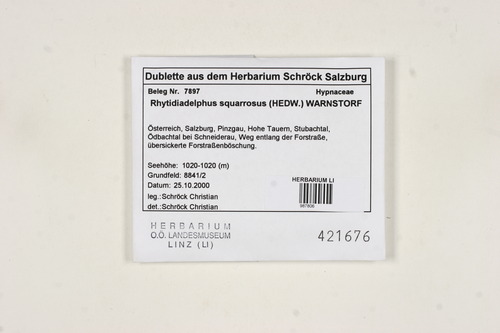 Dublette aus dem Herbarium Schröck Salzburg
Beleg Nr. 7897 Hypnaceae
Rhytidiadelphus squarrosus (HEDW.) WARNSTORF
Österreich, Salzburg, Pinzgau, Hohe Tauern, Stubachtal,
Ödbachtal bei Schneiderau, Weg entlang der Forstraße,
übersickerte Forstraßenböschung.
Seehöhe: 1020-1020 (m)
Grundfeld: 8841/2
Datum: 25.10.2000
leg.:Schröck Christian
det.:Schröck Christian
HERBARIUM LI
HERBARIUM
O.Ö. LANDESMUSEUM
LINZ (LI)
421676